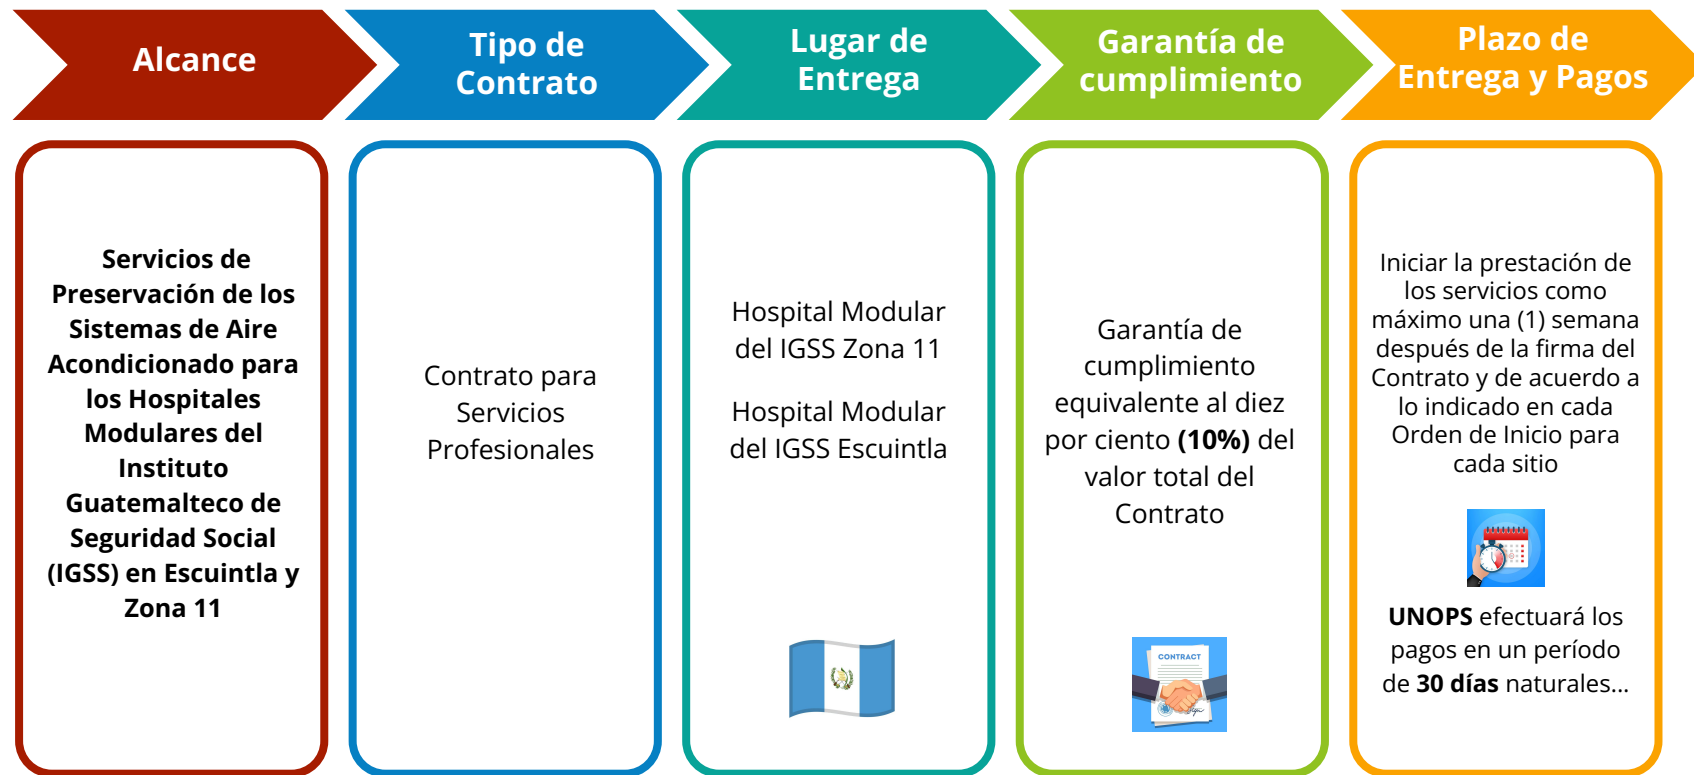 Alcance
Tipo de
Contrato
Lugar de
Entrega
Garantía de
cumplimiento
Plazo de
Entrega y Pagos
Servicios de
Preservación de los
Sistemas de Aire
Acondicionado para
los Hospitales
Modulares del
Instituto
Guatemalteco de
Seguridad Social
(IGSS) en Escuintla y
Zona 11
Contrato para
Servicios
Profesionales
Hospital Modular
del IGSS Zona 11
Hospital Modular
del IGSS Escuintla
Garantía de
cumplimiento
equivalente al diez
por ciento (10%) del
valor total del
Contrato
CONTRACT
Iniciar la prestación de
los servicios como
máximo una (1) semana
después de la firma del
Contrato y de acuerdo a
lo indicado en cada
Orden de Inicio para
cada sitio
UNOPS efectuará los
pagos en un período
de 30 días naturales...